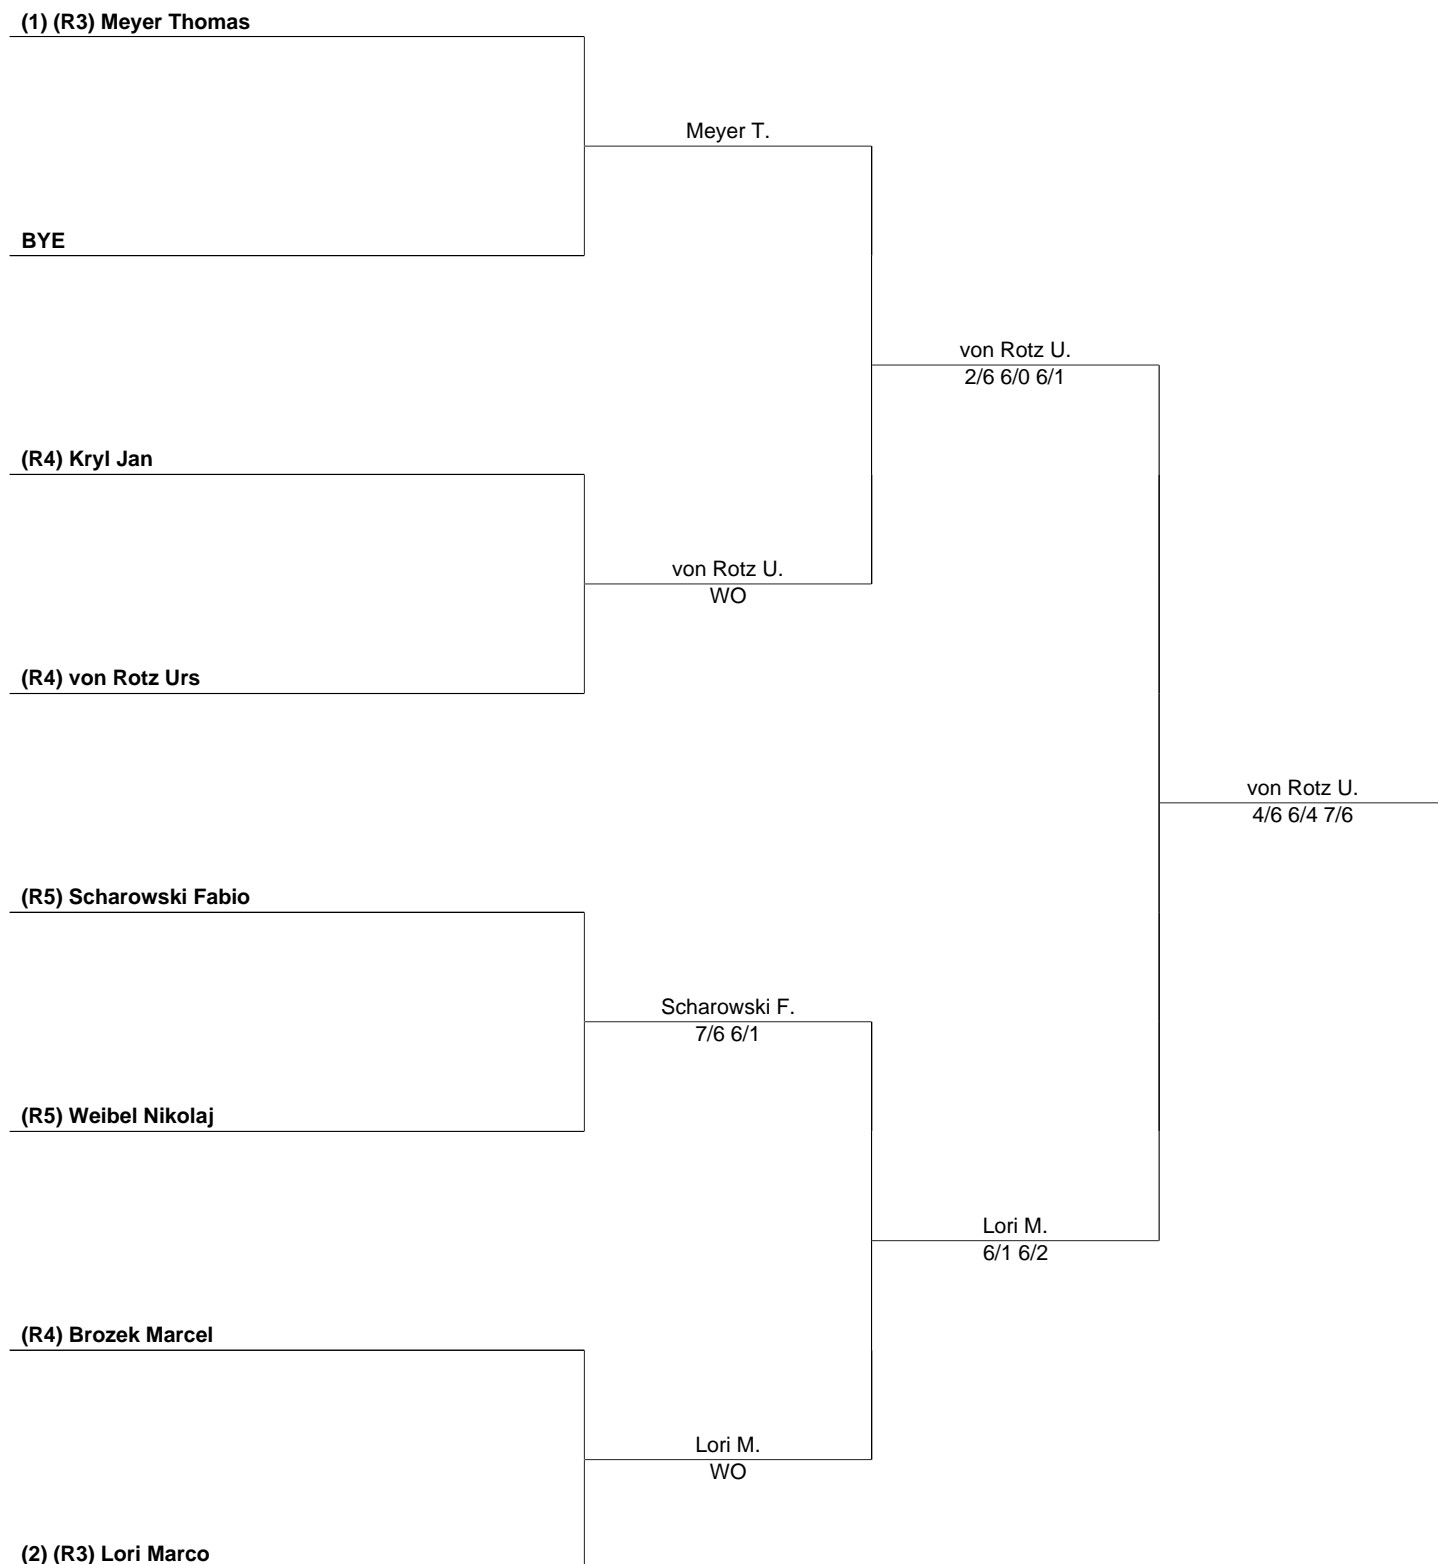 (1) (R3) Meyer Thomas
Meyer T.
BYE
von Rotz U.
2/6 6/0 6/1
(R4) Kryl Jan
von Rotz U.
WO
(R4) von Rotz Urs
von Rotz U.
4/6 6/4 7/6
(R5) Scharowski Fabio
Scharowski F.
7/6 6/1
(R5) Weibel Nikolaj
Lori M.
6/1 6/2
(R4) Brozek Marcel
Lori M.
WO
(2) (R3) Lori Marco